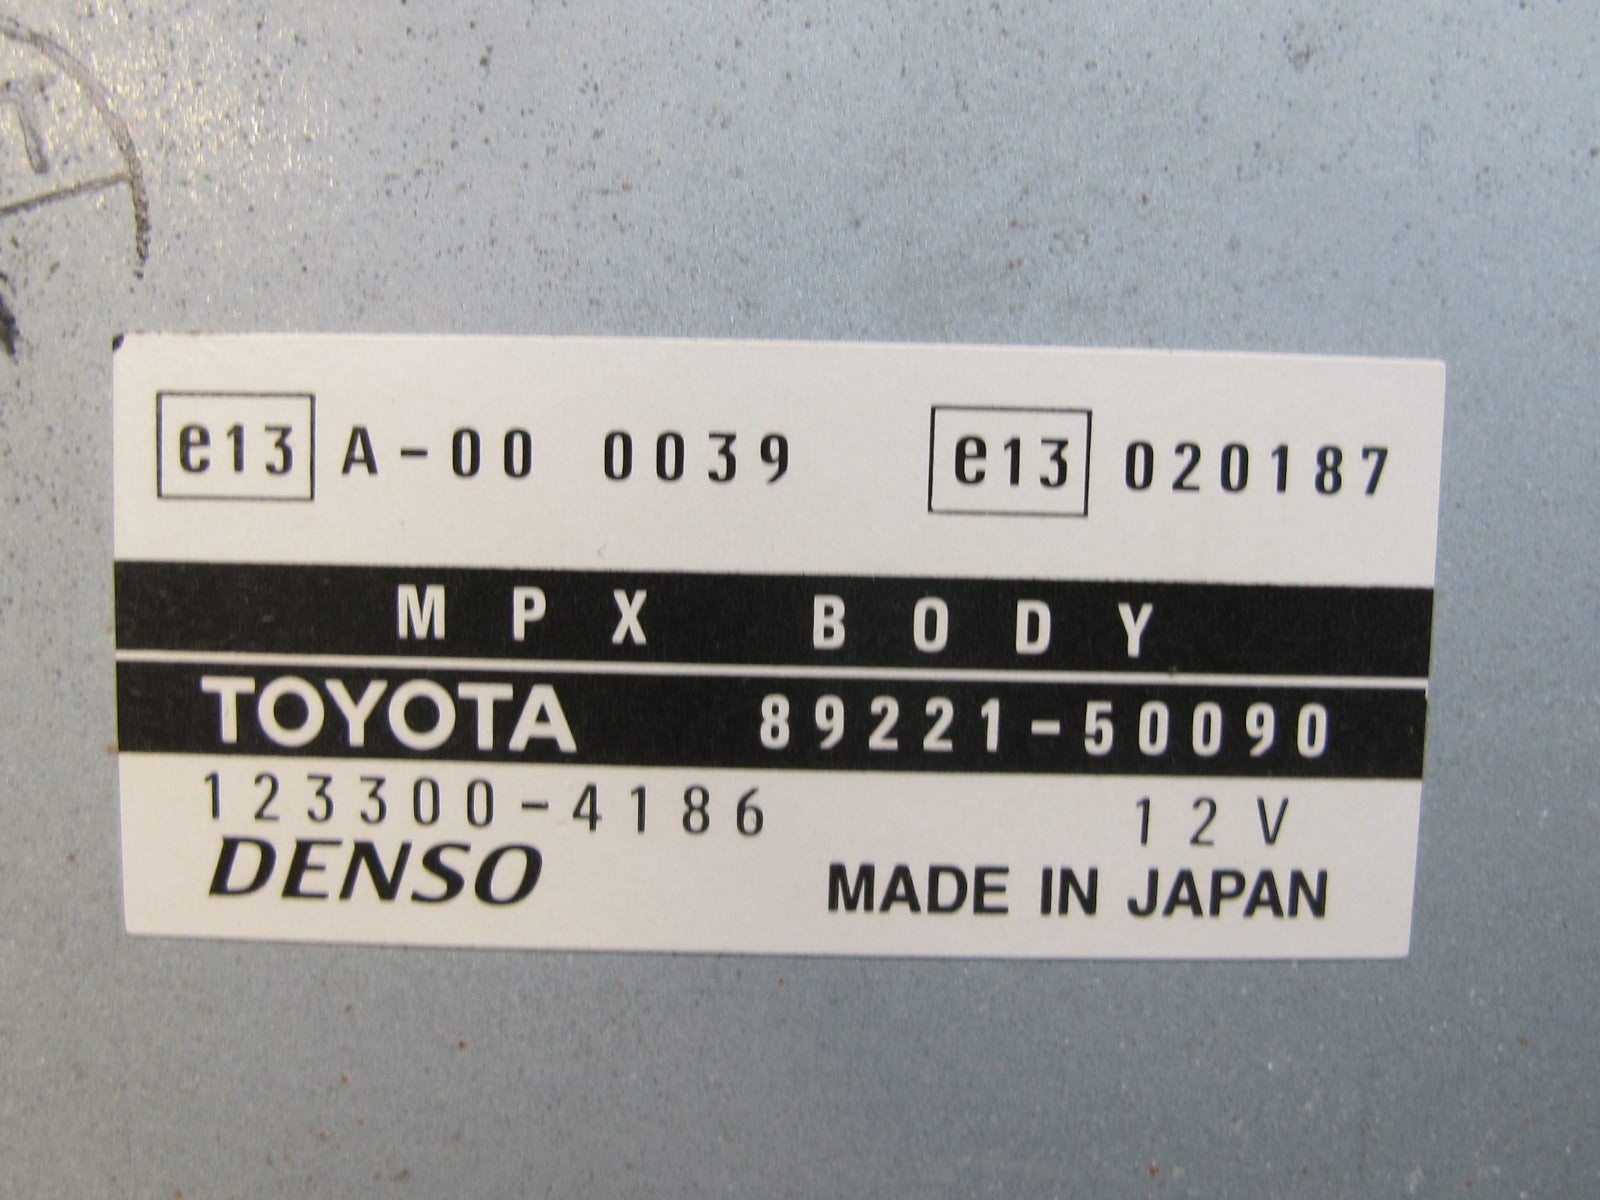 e13 A-00 0039 e13 020187
MPX BODY
TOYOTA 89221-50090
123300-4186 12V
DENSO MADE IN JAPAN